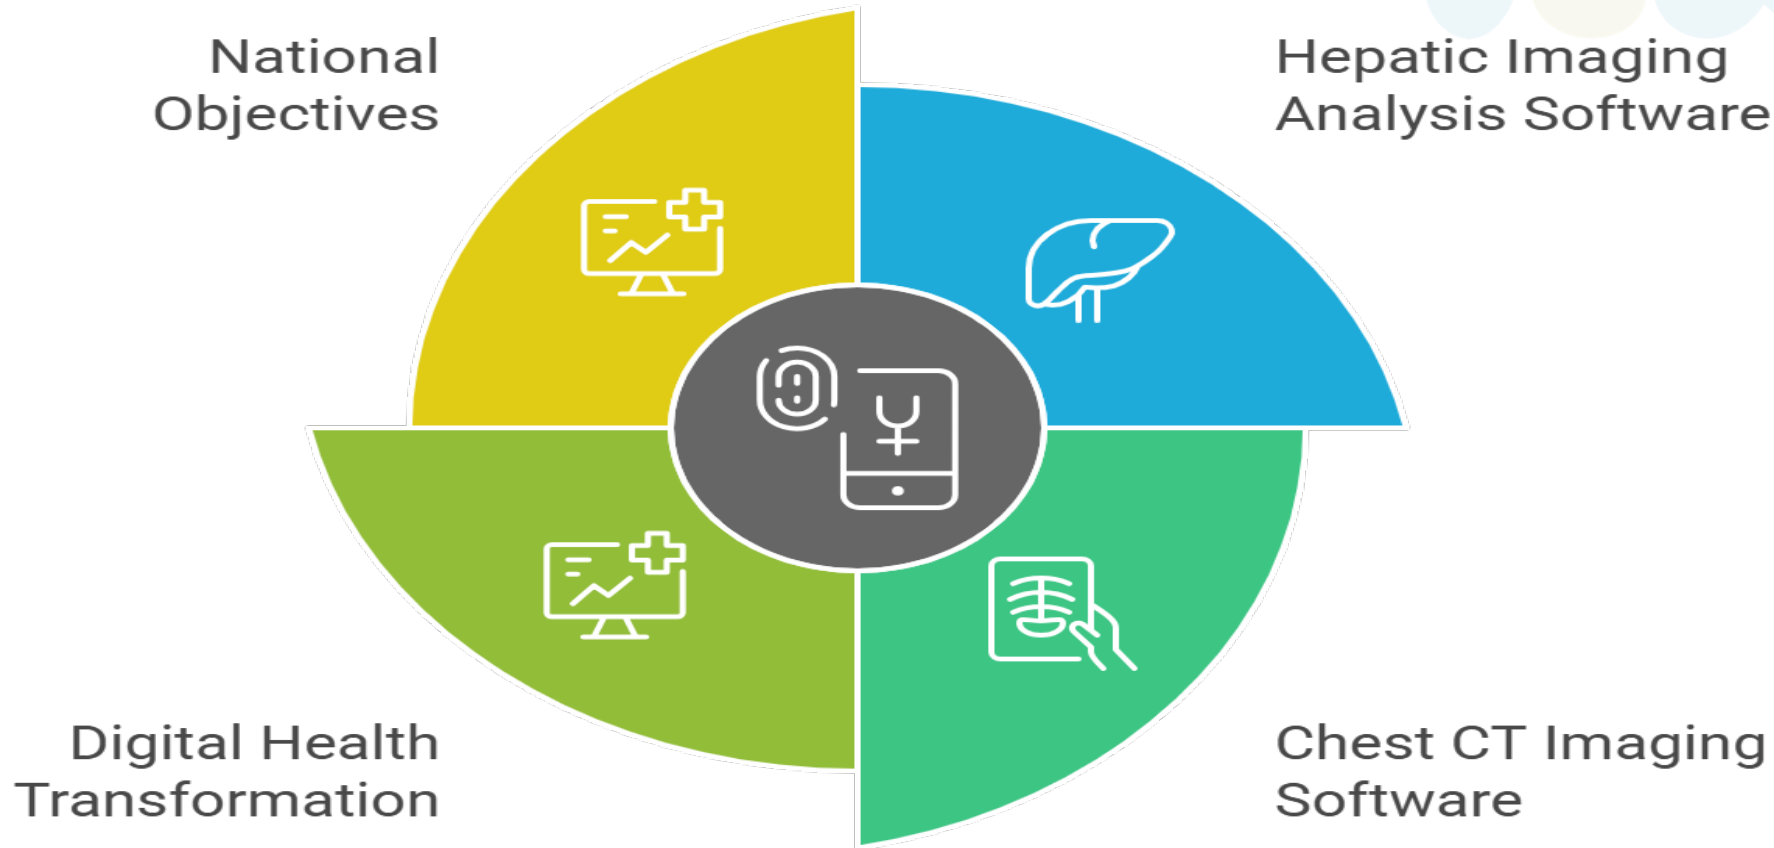 National
Objectives
Hepatic Imaging
Analysis Software
Digital Health
Transformation
Chest CT Imaging
Software